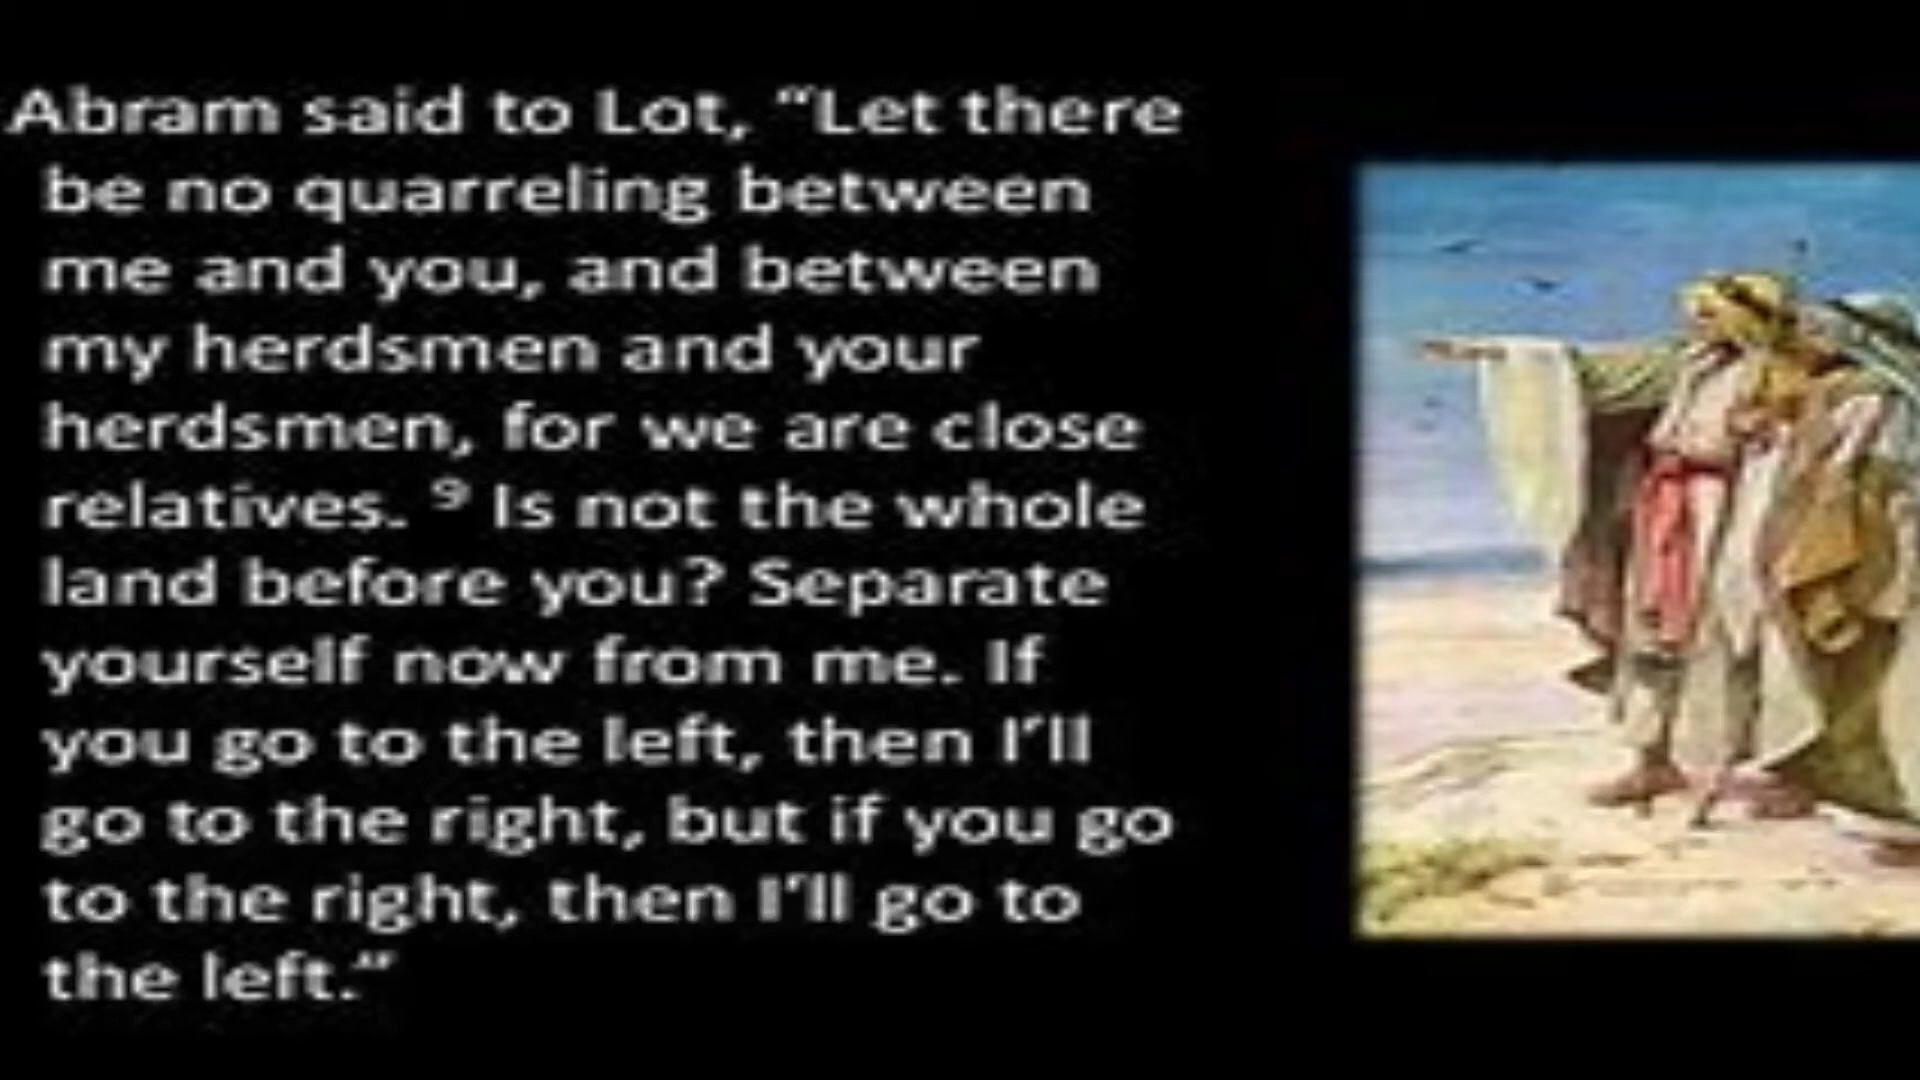 Abram said to Lot, “Let there
be no quarreling between
me and you, and between
my herdsmen and your
herdsmen, for we are close
relatives. ⁹ Is not the whole
land before you? Separate
yourself now from me. If
you go to the left, then I’ll
go to the right, but if you go
to the right, then I’ll go to
the left.”